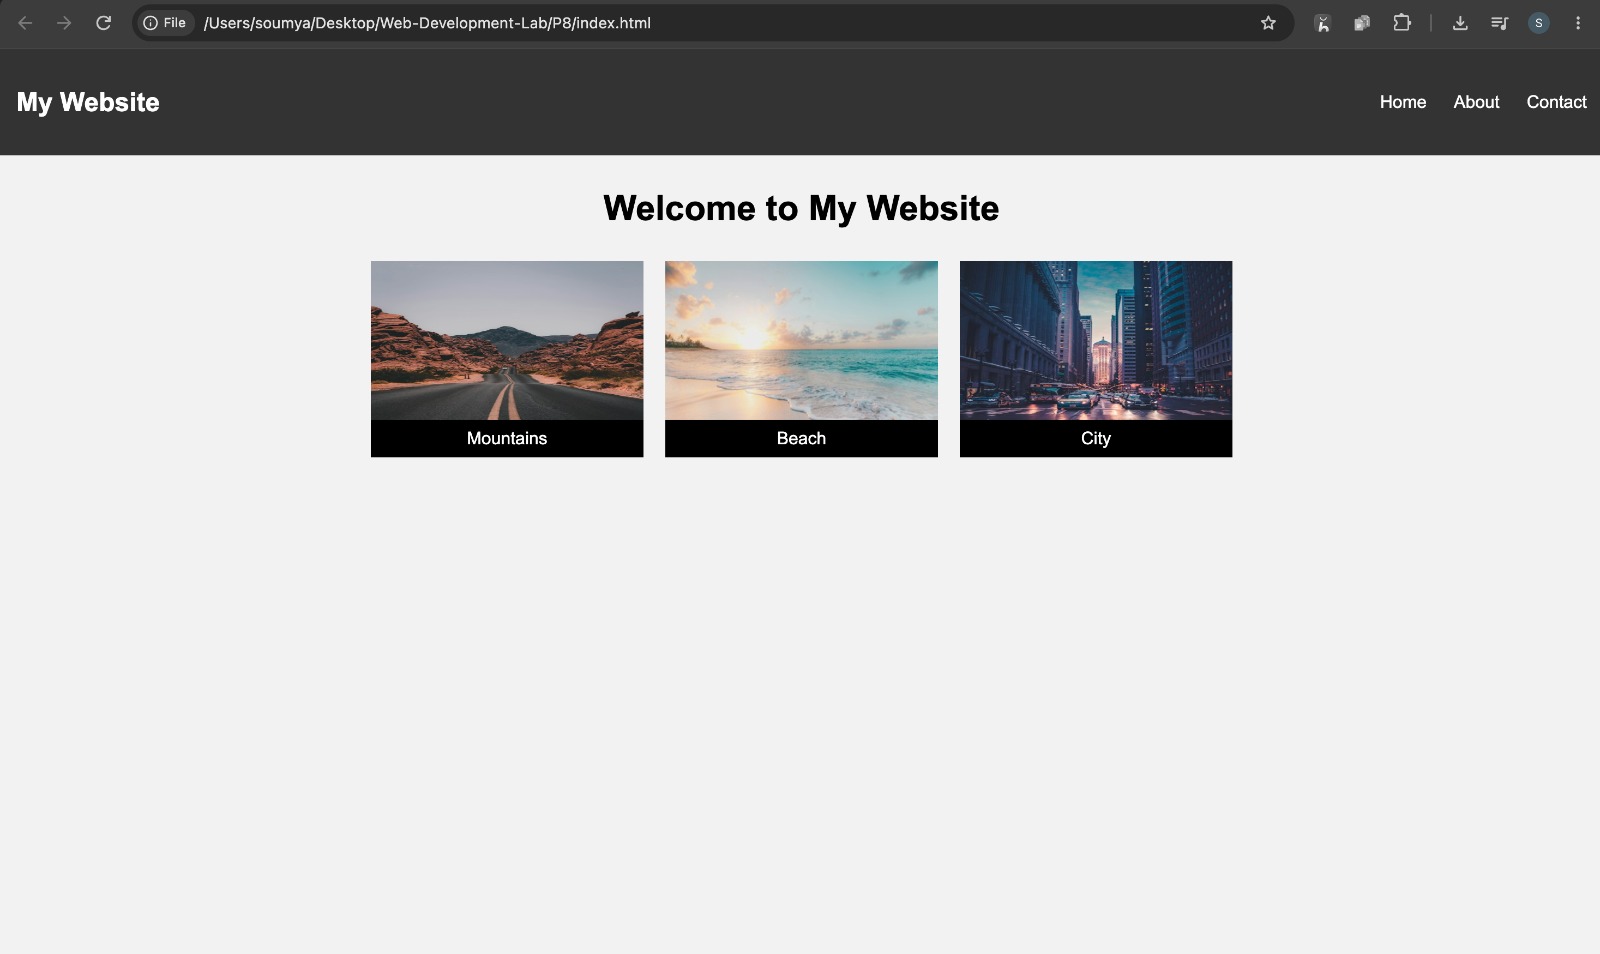 File /Users/soumya/Desktop/Web-Development-Lab/P8/index.html S
My Website Home About Contact
Welcome to My Website
Mountains Beach City